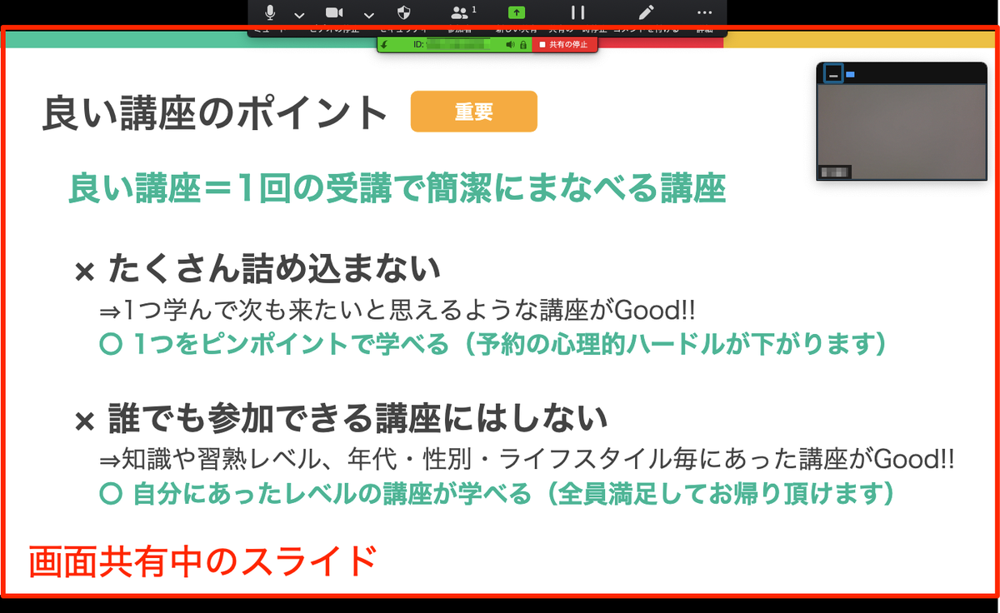 1
ID:
共有の停止
良い講座のポイント
重要
良い講座＝1回の受講で簡潔にまなべる講座
× たくさん詰め込まない
⇒1つ学んで次も来たいと思えるような講座がGood!!
〇 1つをピンポイントで学べる（予約の心理的ハードルが下がります）
× 誰でも参加できる講座にはしない
⇒知識や習熟レベル、年代・性別・ライフスタイル毎にあった講座がGood!!
〇 自分にあったレベルの講座が学べる（全員満足してお帰り頂けます）
画面共有中のスライド